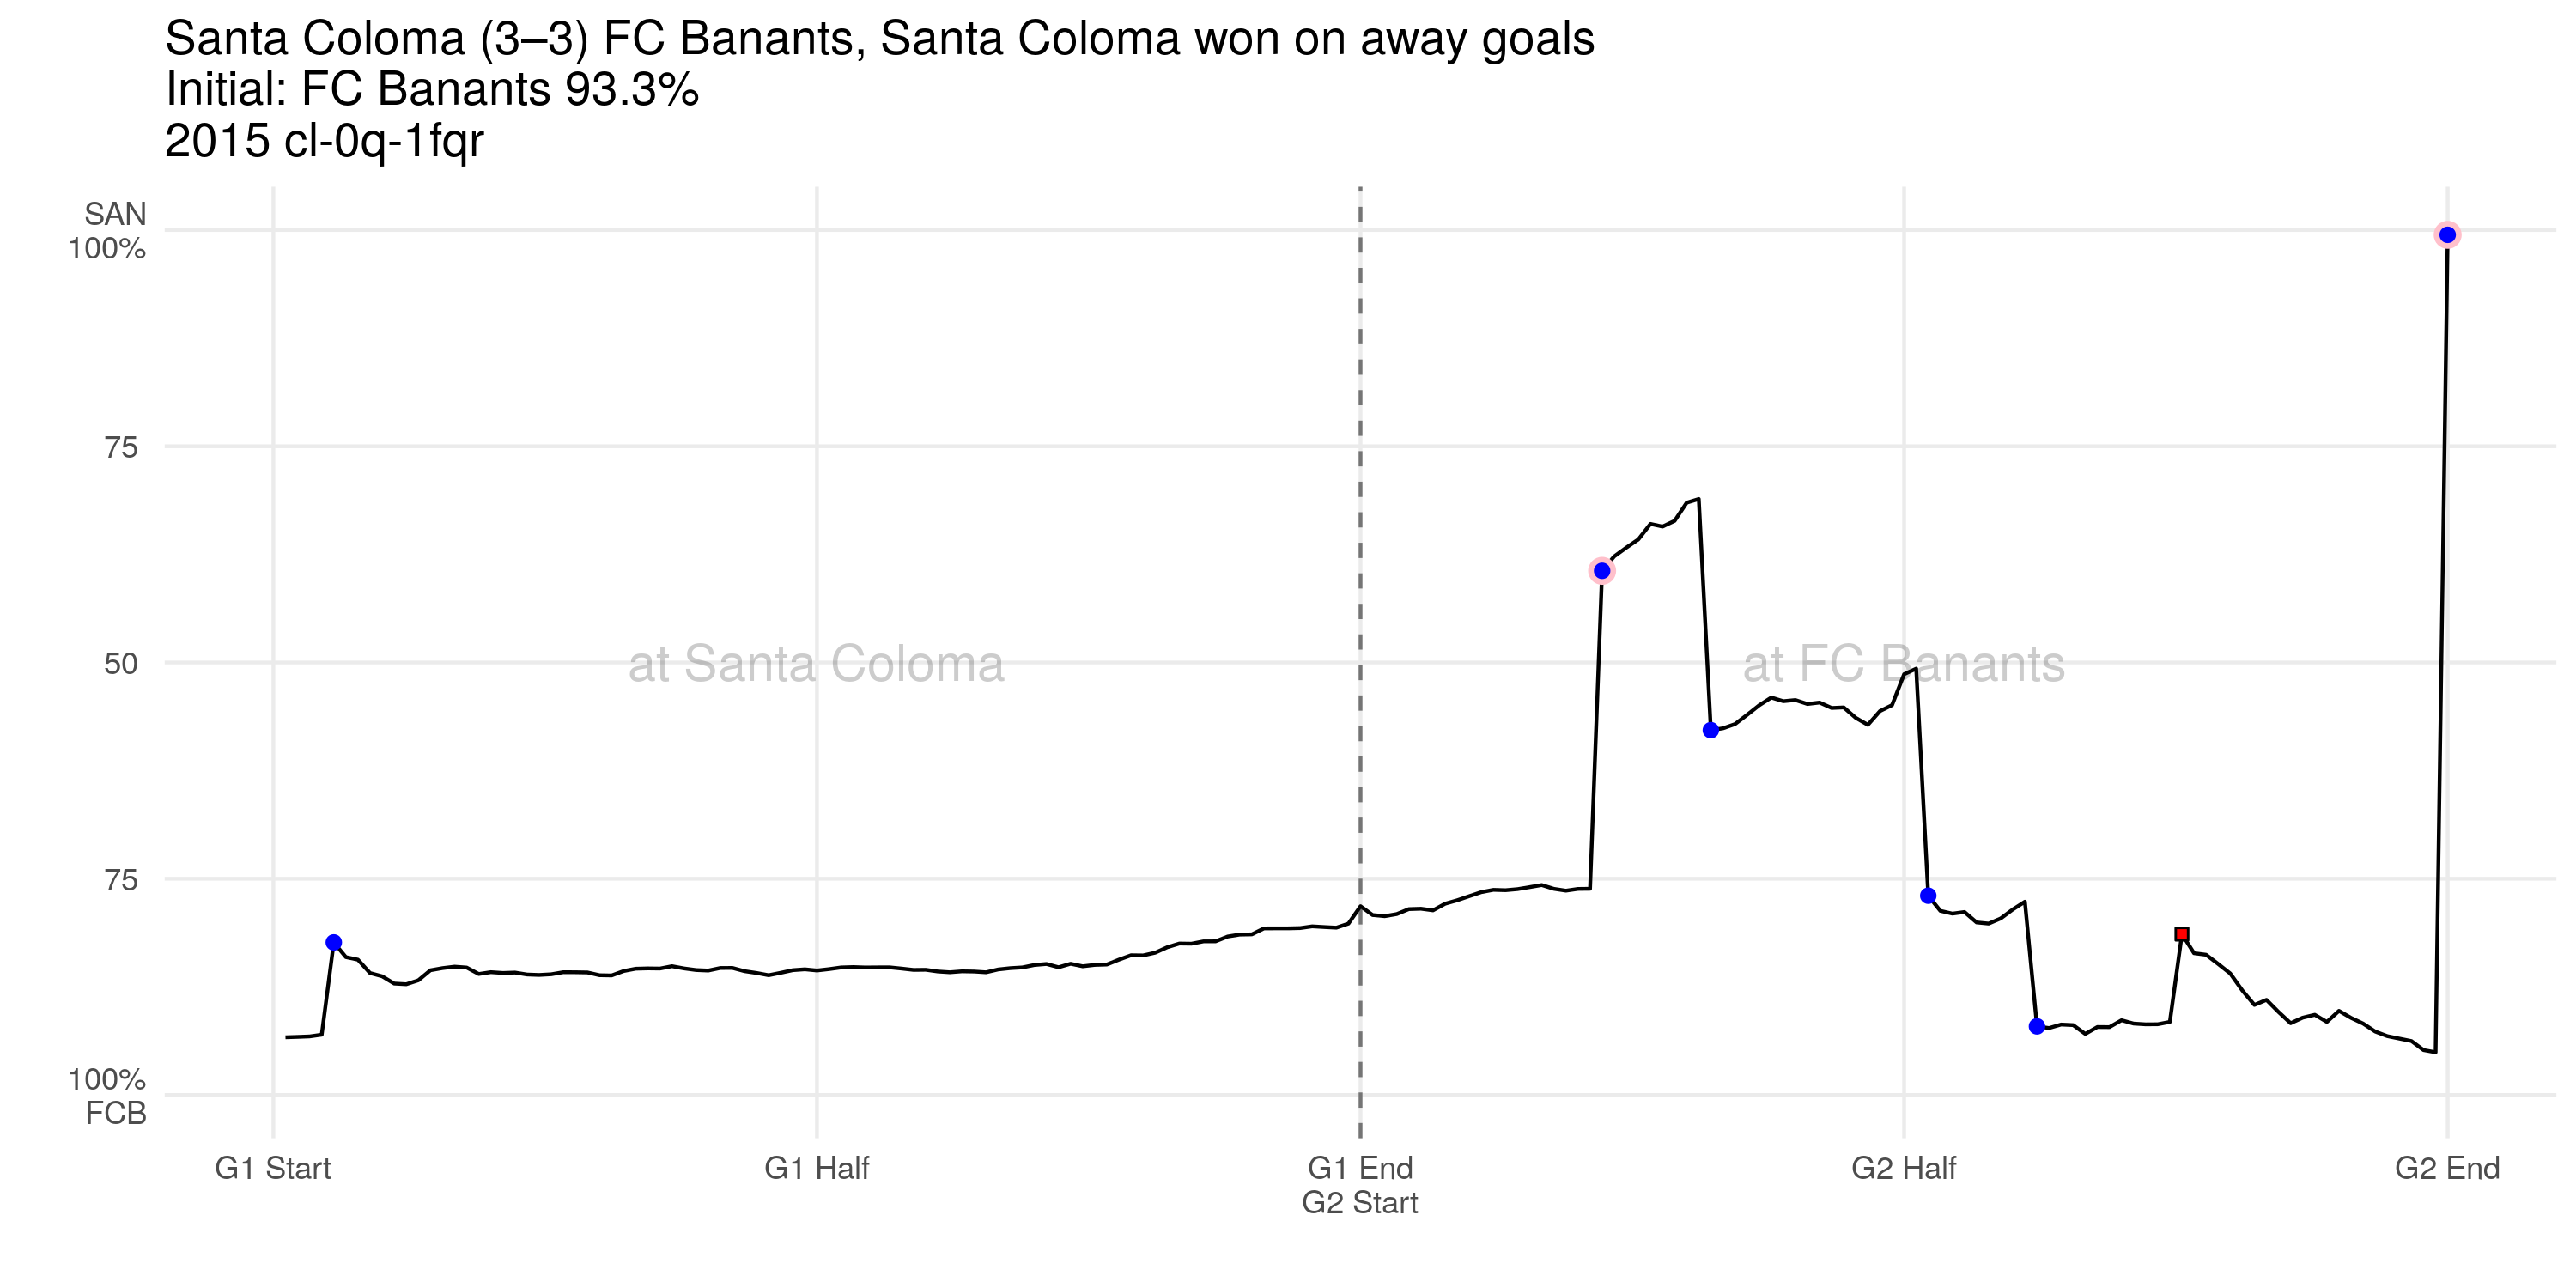 Santa Coloma (3–3) FC Banants, Santa Coloma won on away goals
Initial: FC Banants 93.3%
2015 cl-0q-1fqr
SAN
100%
75
50
75
100%
FCB
at Santa Coloma
at FC Banants
G1 Start
G1 Half
G1 End
G2 Start
G2 Half
G2 End